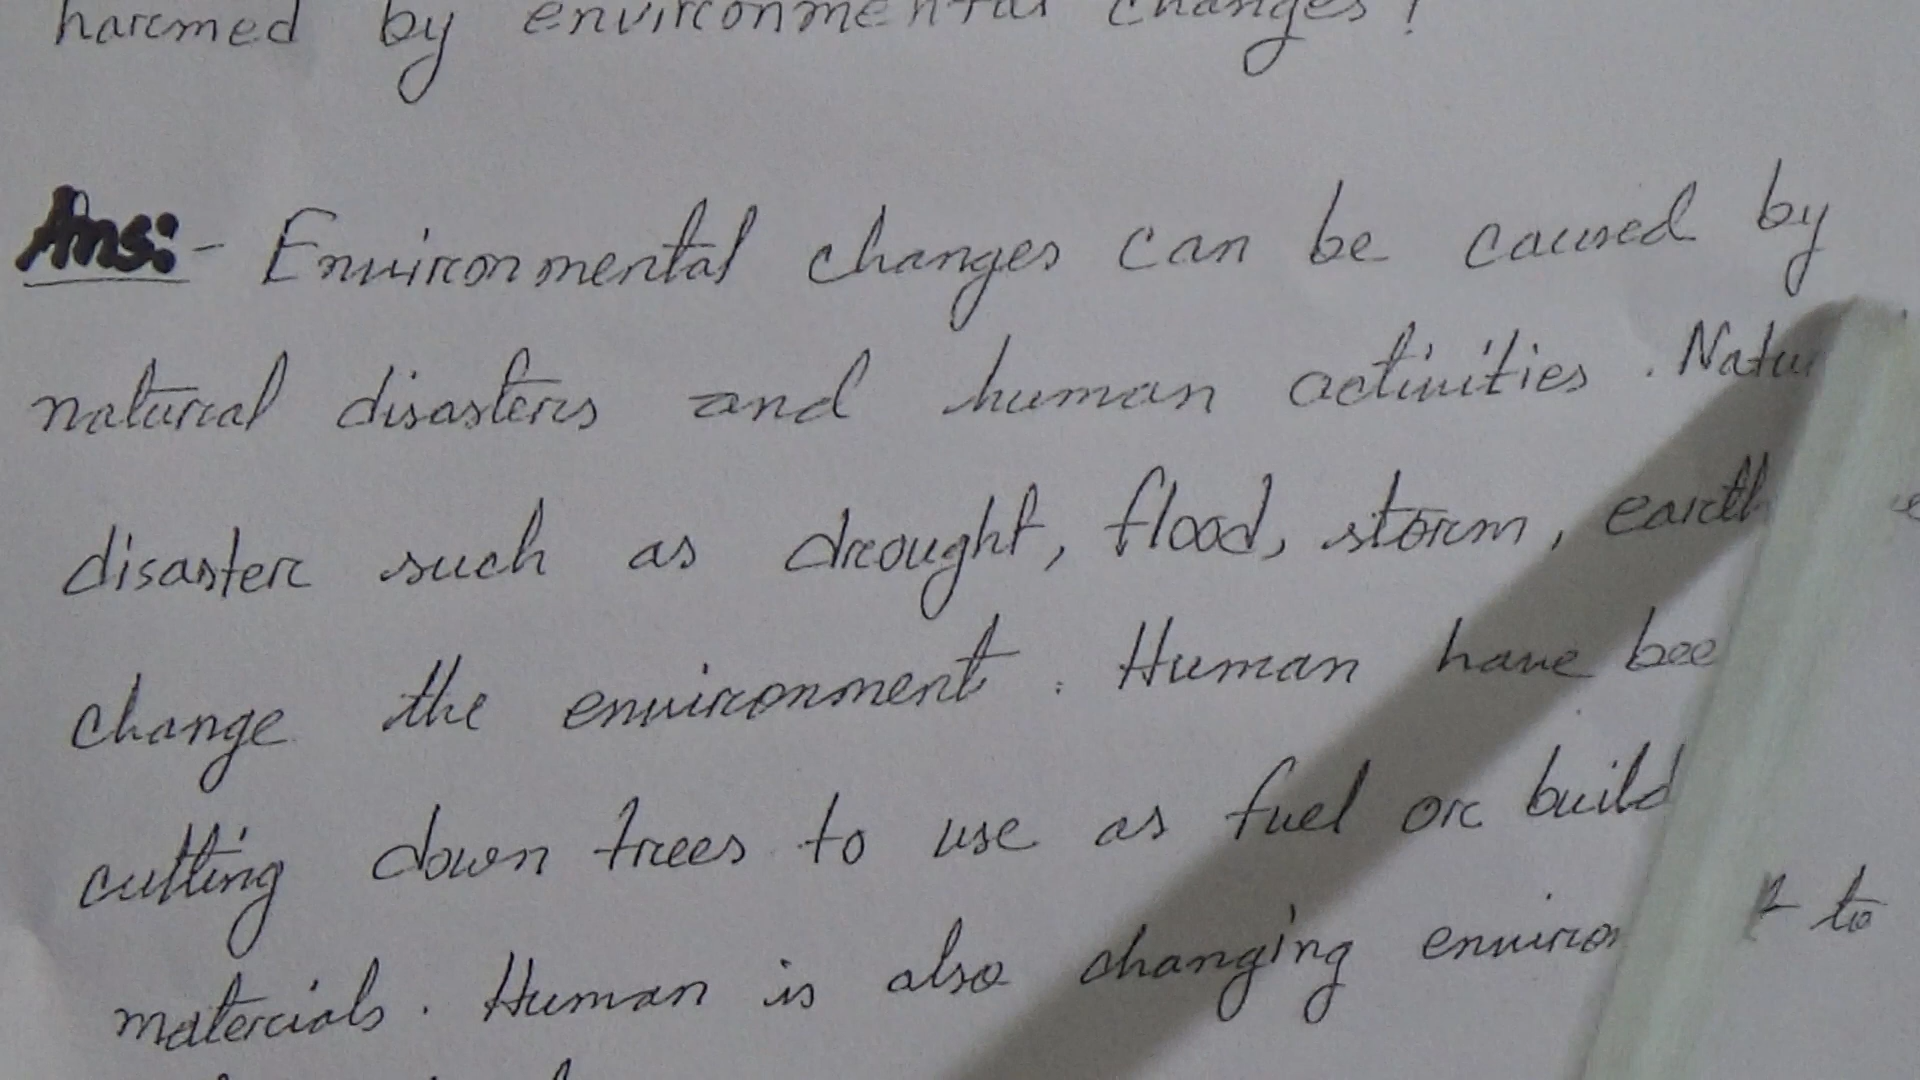 harmed by environmental changes?
Ans:- Environmental changes can be caused by
natural disasters and human activities. Natu
disaster such as drought, flood, storm, earth
change the environment. Human have bee
cutting down trees to use as fuel or build
materials. Human is also changing environ to